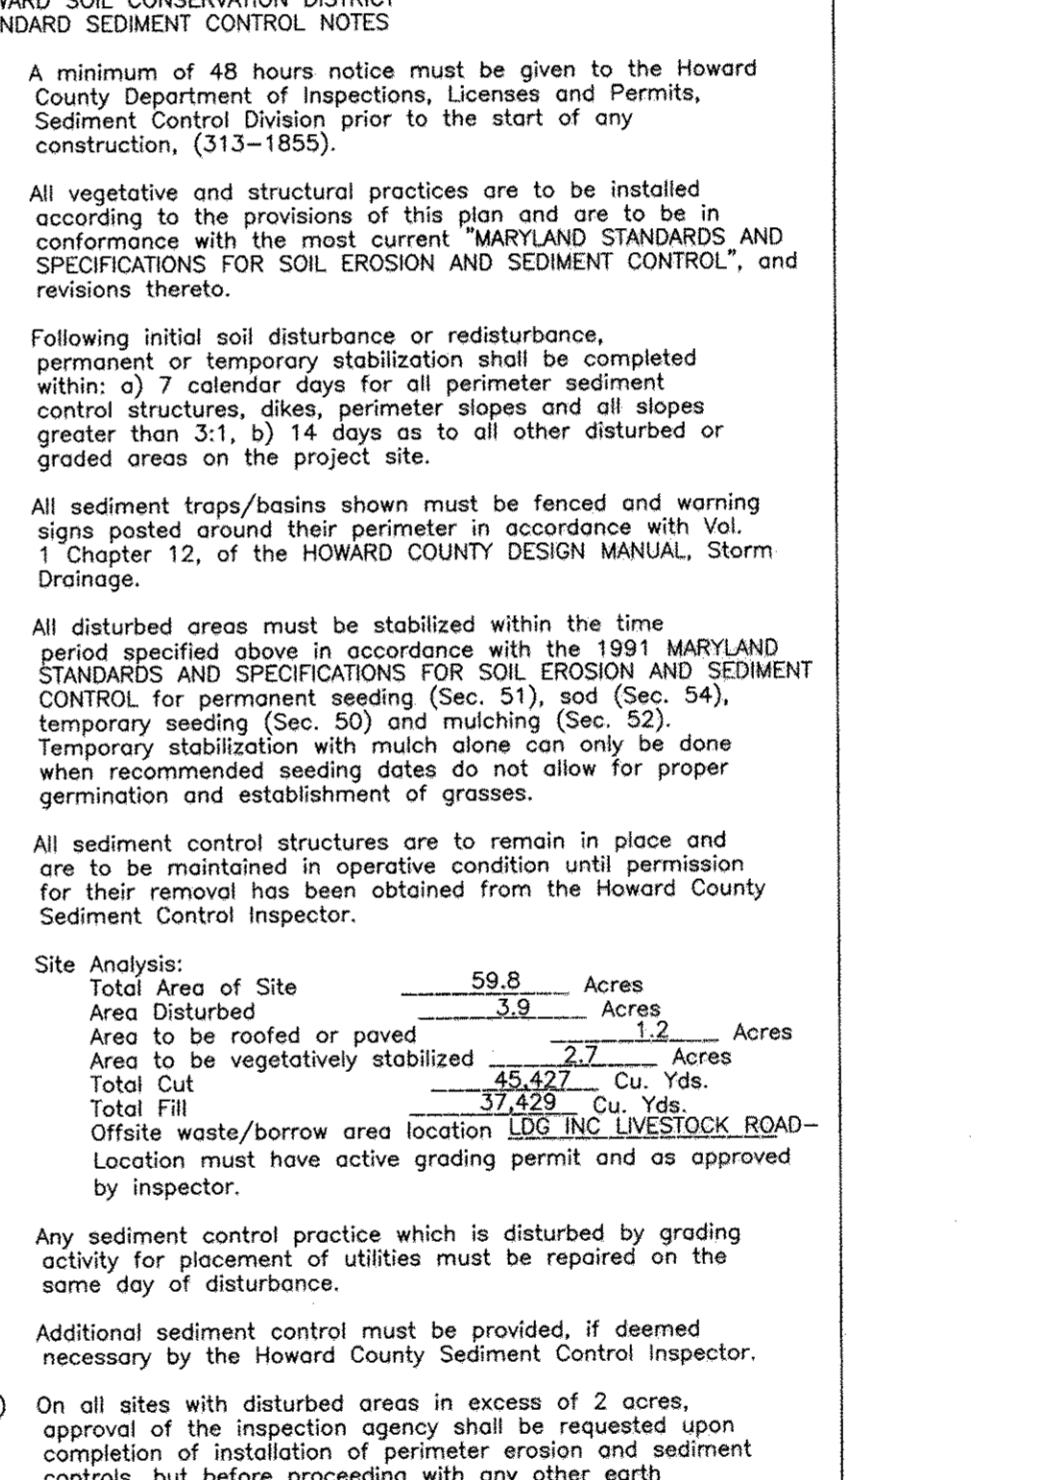 SOIL CONSERVATION DISTRICT
NDARD SEDIMENT CONTROL NOTES
A minimum of 48 hours notice must be given to the Howard
County Department of Inspections, Licenses and Permits,
Sediment Control Division prior to the start of any
construction, (313-1855).
All vegetative and structural practices are to be installed
according to the provisions of this plan and are to be in
conformance with the most current "MARYLAND STANDARDS AND
SPECIFICATIONS FOR SOIL EROSION AND SEDIMENT CONTROL", and
revisions thereto.
Following initial soil disturbance or redisturbance,
permanent or temporary stabilization shall be completed
within: a) 7 calendar days for all perimeter sediment
control structures, dikes, perimeter slopes and all slopes
greater than 3:1, b) 14 days as to all other disturbed or
graded areas on the project site.
All sediment traps/basins shown must be fenced and warning
signs posted around their perimeter in accordance with Vol.
1 Chapter 12, of the HOWARD COUNTY DESIGN MANUAL, Storm
Drainage.
All disturbed areas must be stabilized within the time
period specified above in accordance with the 1991 MARYLAND
STANDARDS AND SPECIFICATIONS FOR SOIL EROSION AND SEDIMENT
CONTROL for permanent seeding (Sec. 51), sod (Sec. 54),
temporary seeding (Sec. 50) and mulching (Sec. 52).
Temporary stabilization with mulch alone can only be done
when recommended seeding dates do not allow for proper
germination and establishment of grasses.
All sediment control structures are to remain in place and
are to be maintained in operative condition until permission
for their removal has been obtained from the Howard County
Sediment Control Inspector.
Site Analysis:
Total Area of Site 59.8 Acres
Area Disturbed 3.9 Acres
Area to be roofed or paved 1.2 Acres
Area to be vegetatively stabilized 2.7 Acres
Total Cut 45,427 Cu. Yds.
Total Fill 37,429 Cu. Yds.
Offsite waste/borrow area location LDG INC LIVESTOCK ROAD-
Location must have active grading permit and as approved
by inspector.
Any sediment control practice which is disturbed by grading
activity for placement of utilities must be repaired on the
same day of disturbance.
Additional sediment control must be provided, if deemed
necessary by the Howard County Sediment Control Inspector.
) On all sites with disturbed areas in excess of 2 acres,
approval of the inspection agency shall be requested upon
completion of installation of perimeter erosion and sediment
controls, but before proceeding with any other earth